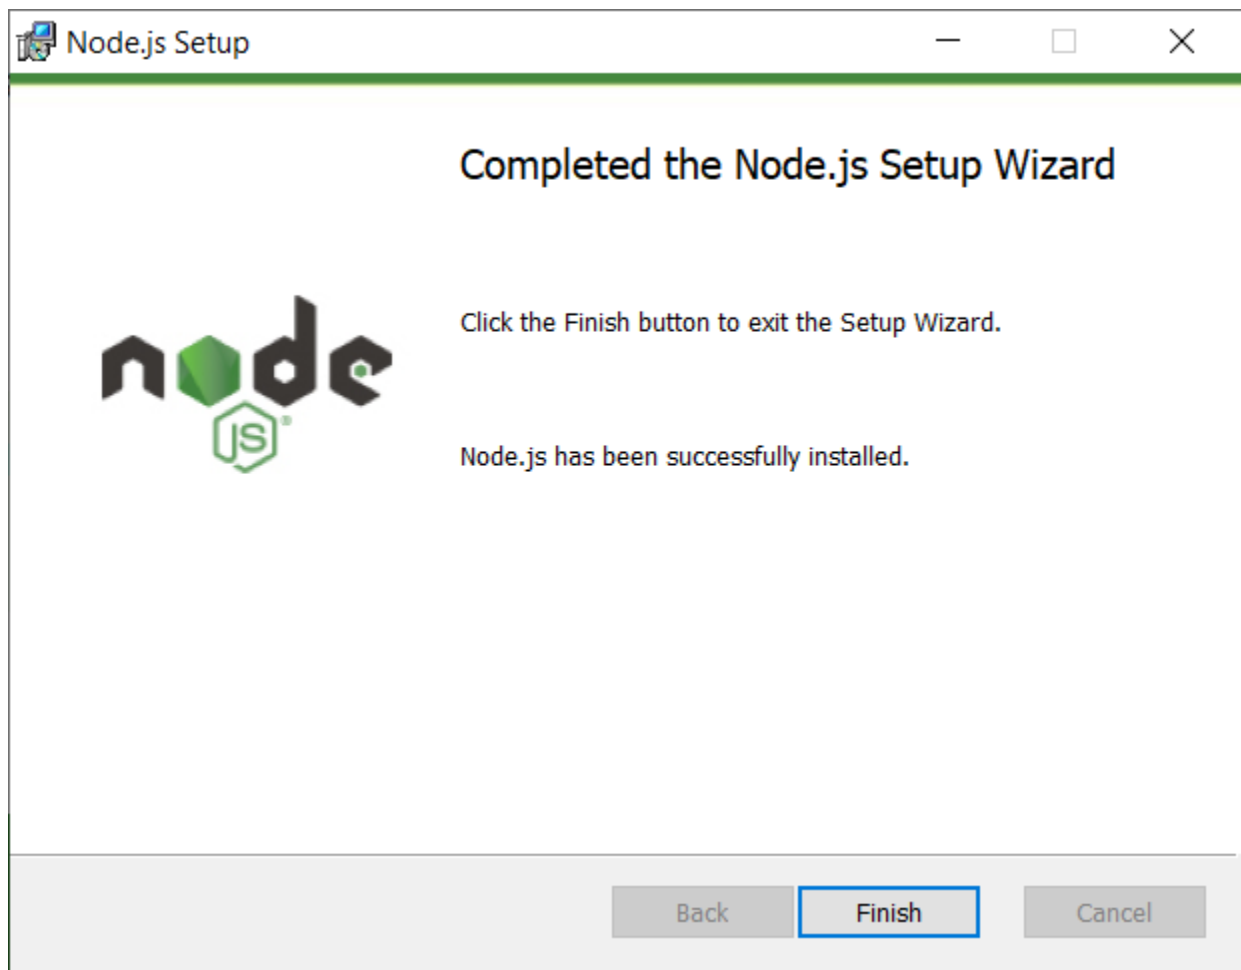 Node.js Setup
Completed the Node.js Setup Wizard
Click the Finish button to exit the Setup Wizard.
node
JS®
Node.js has been successfully installed.
Back
Finish
Cancel